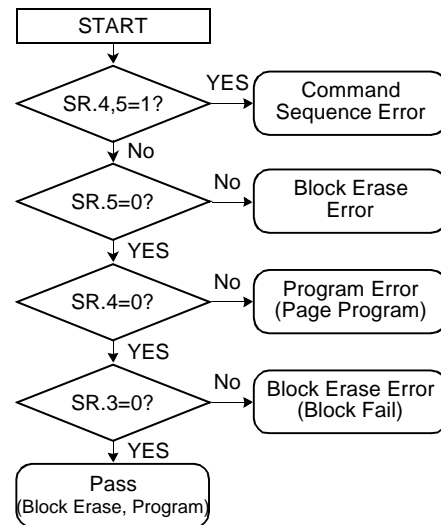 START
SR.4,5=1?
YES
Command
Sequence Error
No
SR.5=0?
No
Block Erase
Error
YES
SR.4=0?
No
Program Error
(Page Program)
YES
SR.3=0?
No
Block Erase Error
(Block Fail)
YES
Pass
(Block Erase, Program)